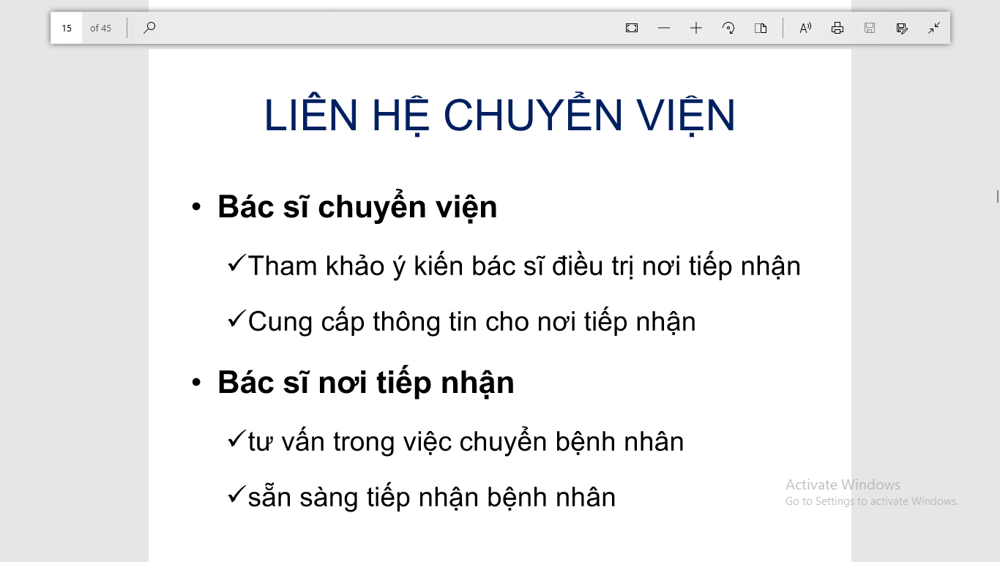 15 of 45
LIÊN HỆ CHUYỂN VIỆN
• Bác sĩ chuyển viện
✓Tham khảo ý kiến bác sĩ điều trị nơi tiếp nhận
✓Cung cấp thông tin cho nơi tiếp nhận
• Bác sĩ nơi tiếp nhận
✓tư vấn trong việc chuyển bệnh nhân
✓sẵn sàng tiếp nhận bệnh nhân
Activate Windows
Go to Settings to activate Windows.